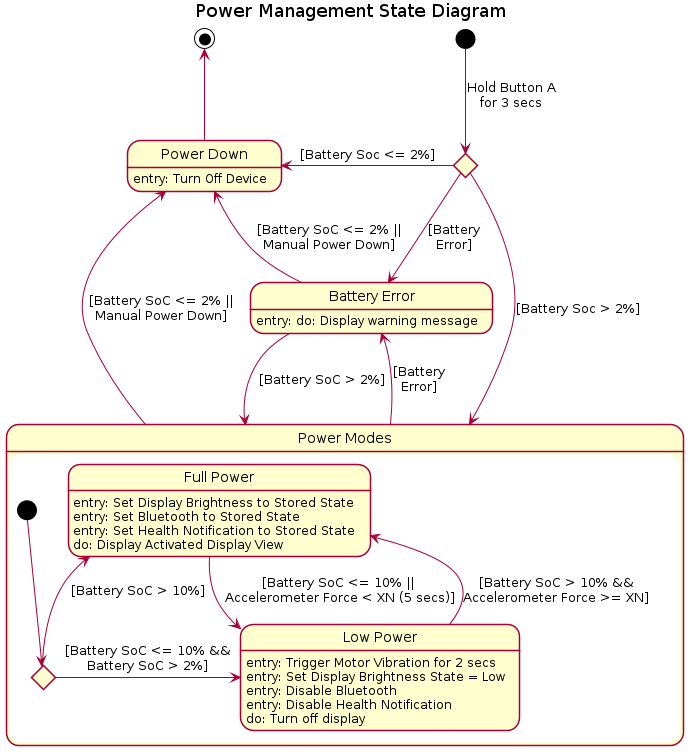 Power Management State Diagram
Hold Button A
for 3 secs
[Battery Soc <= 2%]
Power Down
entry: Turn Off Device
[Battery SoC <= 2% ||
Manual Power Down]
[Battery
Error]
Battery Error
entry: do: Display warning message
[Battery SoC <= 2% ||
Manual Power Down]
[Battery Soc > 2%]
[Battery SoC > 2%]
[Battery
Error]
Power Modes
Full Power
entry: Set Display Brightness to Stored State
entry: Set Bluetooth to Stored State
entry: Set Health Notification to Stored State
do: Display Activated Display View
[Battery SoC > 10%]
[Battery SoC <= 10% ||
Accelerometer Force < XN (5 secs)]
[Battery SoC > 10% &&
Accelerometer Force >= XN]
[Battery SoC <= 10% &&
Battery SoC > 2%]
Low Power
entry: Trigger Motor Vibration for 2 secs
entry: Set Display Brightness State = Low
entry: Disable Bluetooth
entry: Disable Health Notification
do: Turn off display